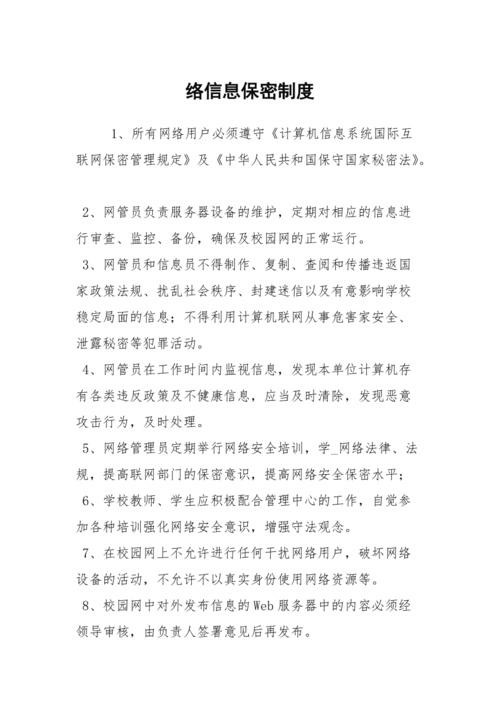 络信息保密制度
1、所有网络用户必须遵守《计算机信息系统国际互
联网保密管理规定》及《中华人民共和国保守国家秘密法》。
2、网管员负责服务器设备的维护，定期对相应的信息进
行审查、监控、备份，确保及校园网的正常运行。
3、网管员和信息员不得制作、复制、查阅和传播违返国
家政策法规、扰乱社会秩序、封建迷信以及有意影响学校
稳定局面的信息；不得利用计算机联网从事危害家安全、
泄露秘密等犯罪活动。
4、网管员在工作时间内监视信息，发现本单位计算机存
有各类违反政策及不健康信息，应当及时清除，发现恶意
攻击行为，及时处理。
5、网络管理员定期举行网络安全培训，学_网络法律、法
规，提高联网部门的保密意识，提高网络安全保密水平；
6、学校教师、学生应积极配合管理中心的工作，自觉参
加各种培训强化网络安全意识，增强守法观念。
7、在校园网上不允许进行任何干扰网络用户，破坏网络
设备的活动，不允许不以真实身份使用网络资源等。
8、校园网中对外发布信息的Web服务器中的内容必须经
领导审核，由负责人签署意见后再发布。